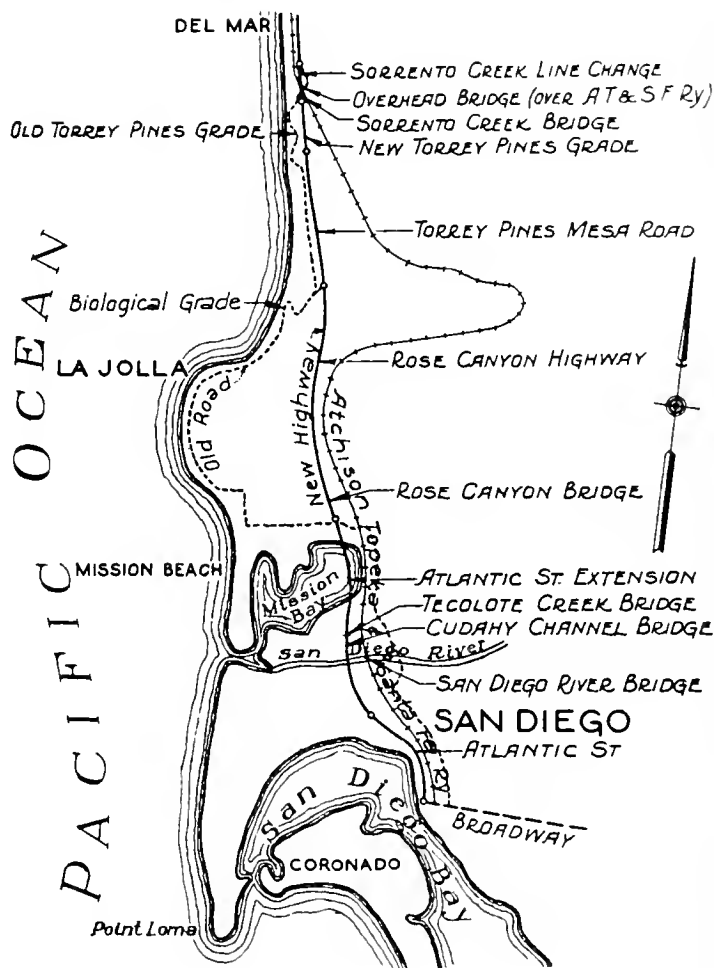 DEL MAR
SORRENTO CREEK LINE CHANGE
OVERHEAD BRIDGE (OVER A T & S F RY)
SORRENTO CREEK BRIDGE
OLD TORREY PINES GRADE
NEW TORREY PINES GRADE
TORREY PINES MESA ROAD
Biological Grade
LA JOLLA
ROSE CANYON HIGHWAY
Old Road
New Highway
Atchison Topeka & Santa Fe Ry
ROSE CANYON BRIDGE
PACIFIC OCEAN
MISSION BEACH
Mission
Bay
ATLANTIC ST. EXTENSION
TECOLOTE CREEK BRIDGE
CUDAHY CHANNEL BRIDGE
San Diego River
SAN DIEGO RIVER BRIDGE
SAN DIEGO
ATLANTIC ST
San Diego Bay
BROADWAY
CORONADO
Point Loma